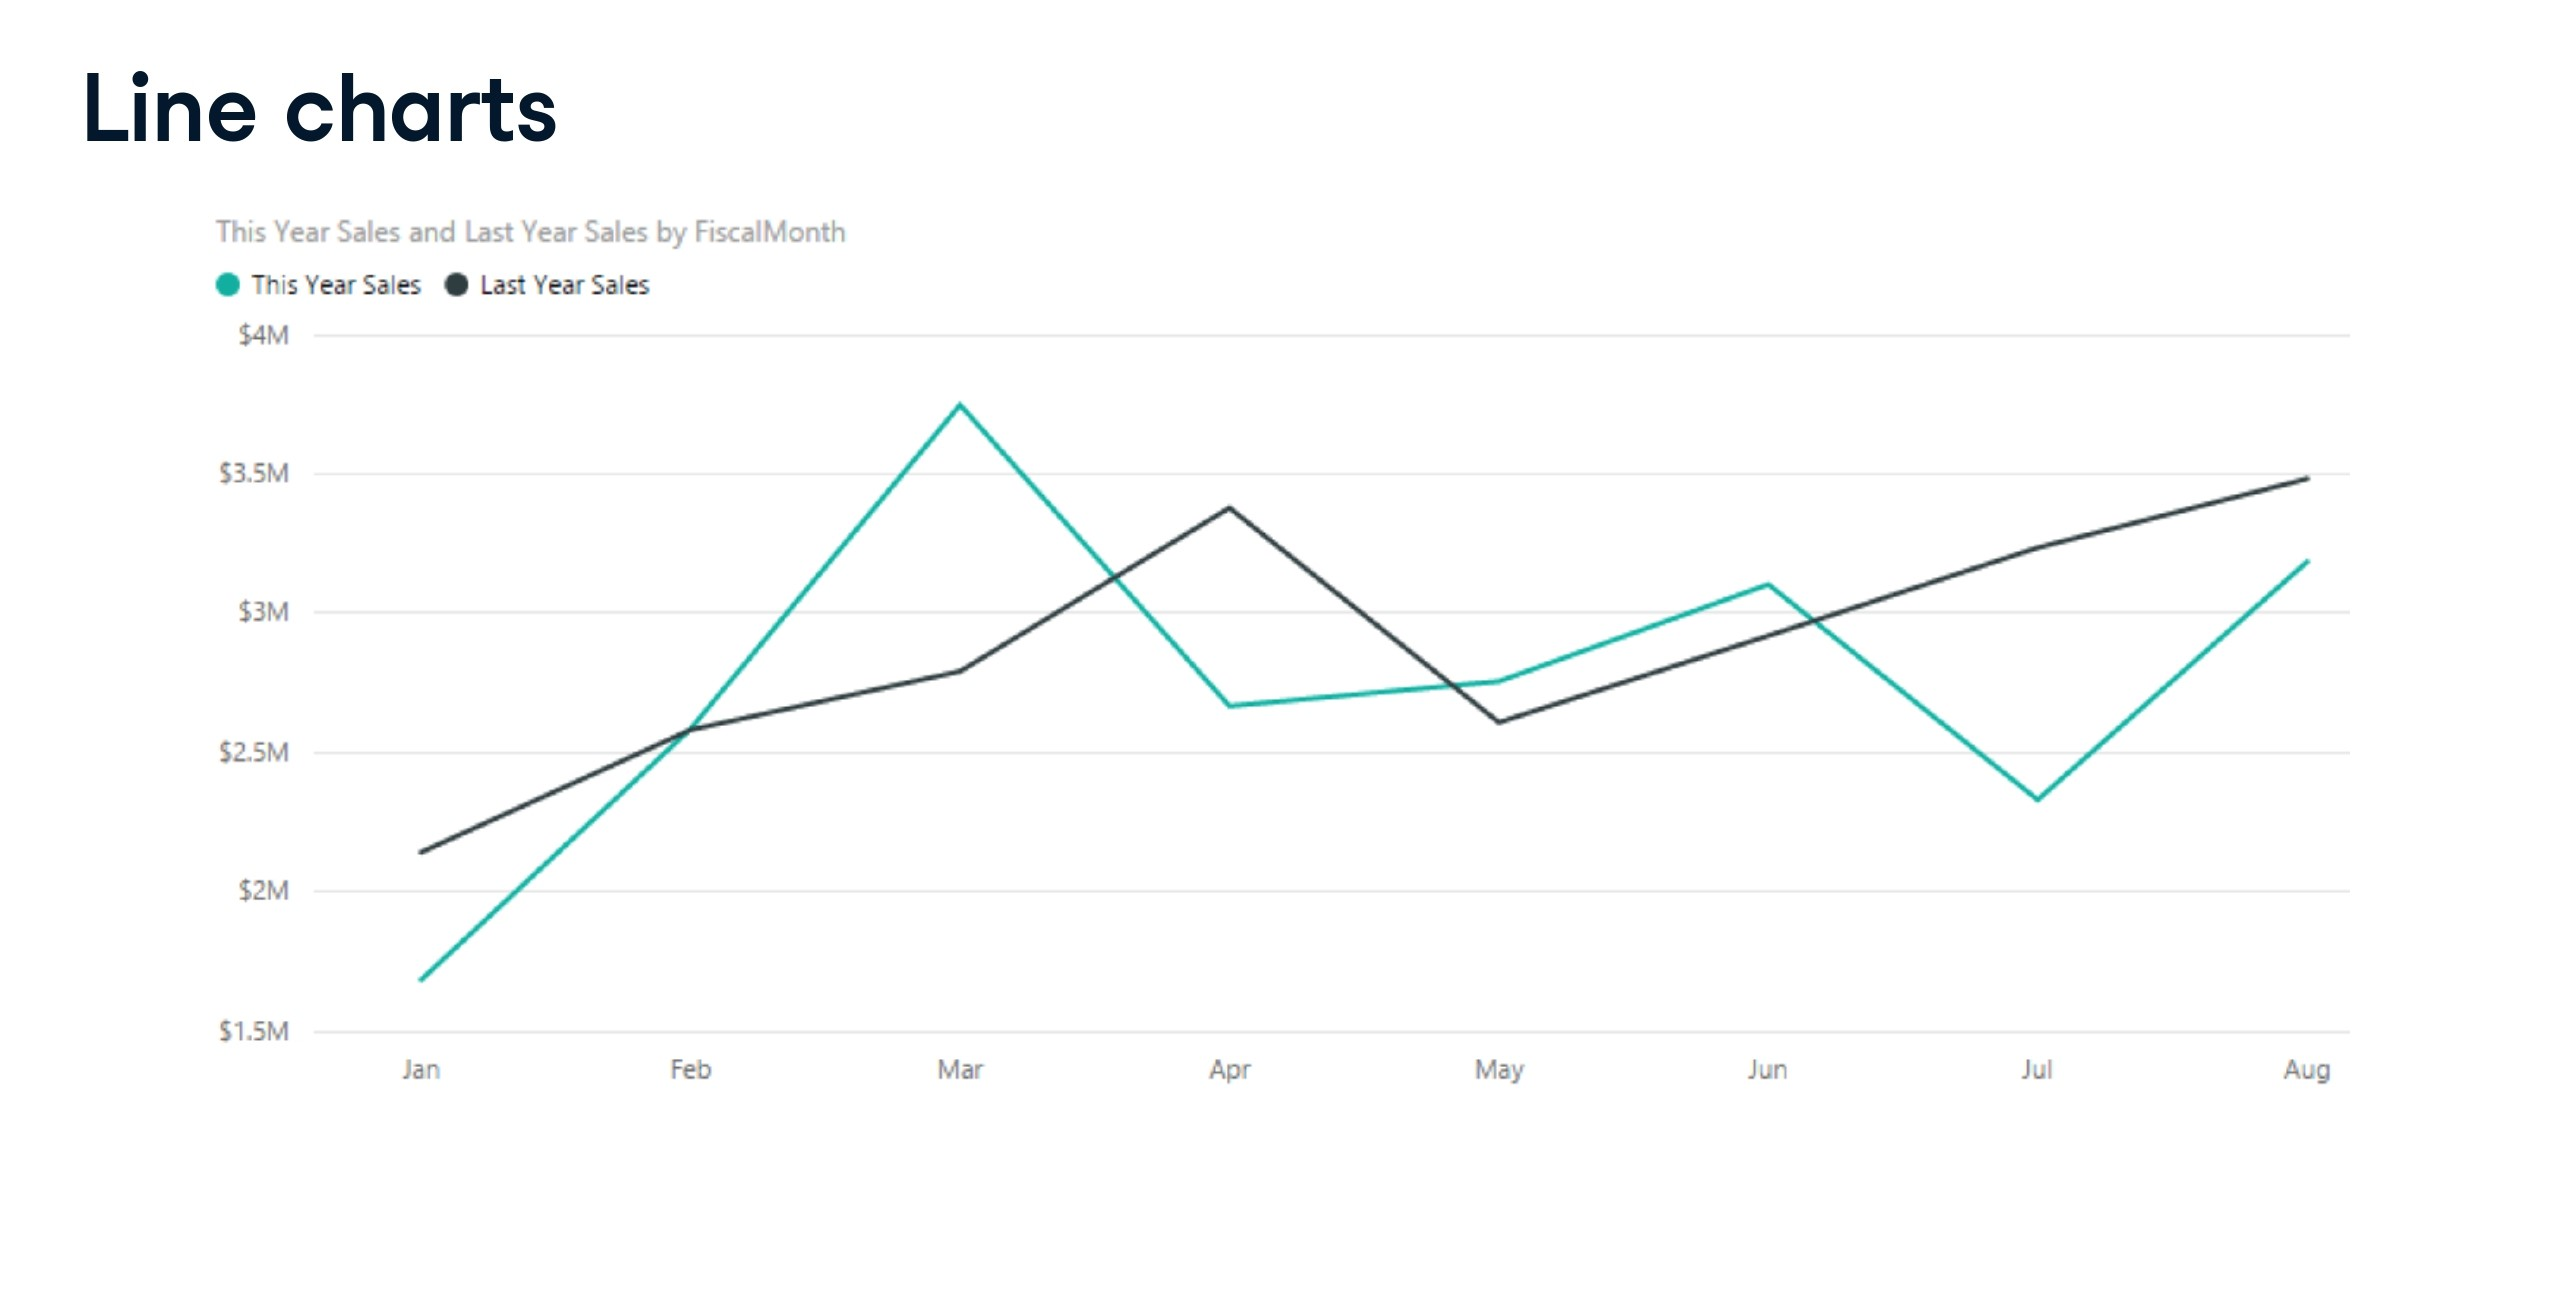 Line charts
This Year Sales and Last Year Sales by FiscalMonth
This Year Sales Last Year Sales
$4M
$3.5M
$3M
$2.5M
$2M
$1.5M
Jan Feb Mar Apr May Jun Jul Aug